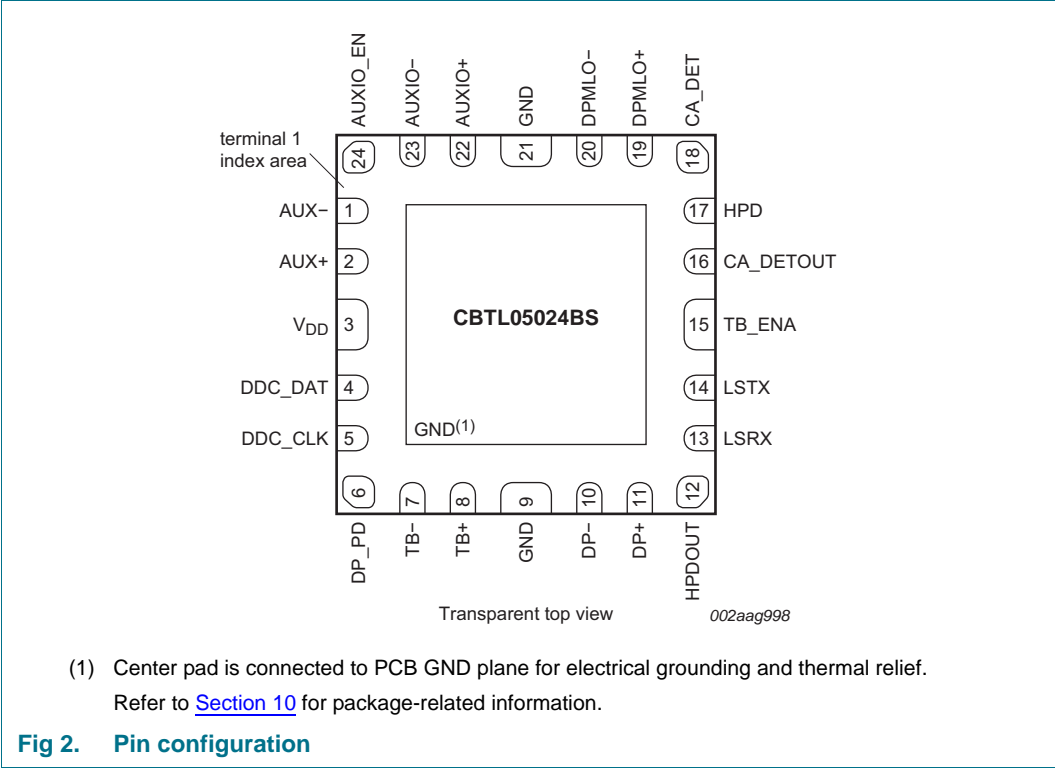 AUXIO_EN
AUXIO−
AUXIO+
GND
DPMLO−
DPMLO+
CA_DET
terminal 1
index area
24
23
22
21
20
19
18
AUX− 1
17 HPD
AUX+ 2
16 CA_DETOUT
VDD 3
CBTL05024BS
15 TB_ENA
DDC_DAT 4
14 LSTX
DDC_CLK 5
GND(1)
13 LSRX
6
7
8
9
10
11
12
DP_PD
TB−
TB+
GND
DP−
DP+
HPDOUT
Transparent top view
002aag998
(1) Center pad is connected to PCB GND plane for electrical grounding and thermal relief.
Refer to Section 10 for package-related information.
Fig 2. Pin configuration